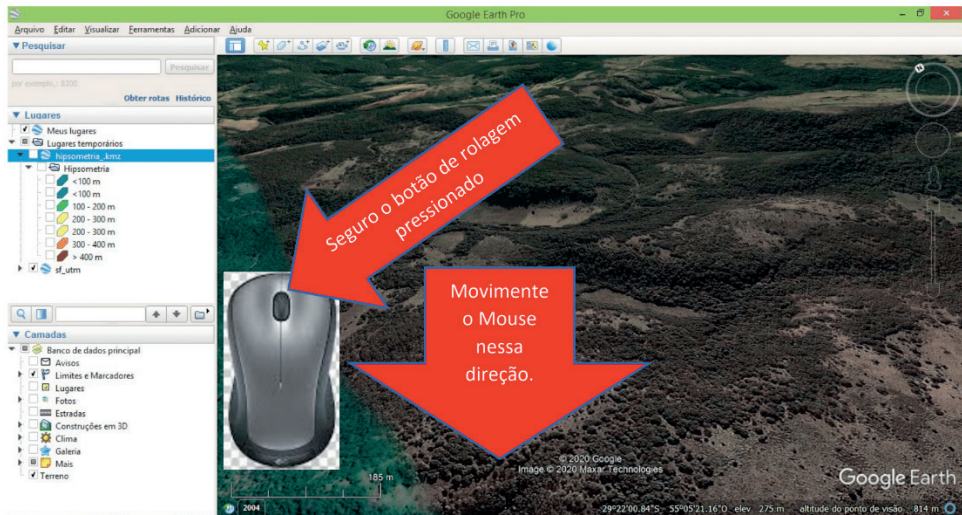 Google Earth Pro
Arquivo Editar Visualizar Ferramentas Adicionar Ajuda
Pesquisar
Pesquisar
por exemplo,: 8200
Obter rotas Histórico
Lugares
Meus lugares
Lugares temporários
hipsometria_.kmz
Hipsometria
<100 m
<100 m
100 - 200 m
200 - 300 m
200 - 300 m
300 - 400 m
> 400 m
sf_utm
Camadas
Banco de dados principal
Avisos
Limites e Marcadores
Lugares
Fotos
Estradas
Construções em 3D
Clima
Galeria
Mais
Terreno
Seguro o botão de rolagem
pressionado
Movimente
o Mouse
nessa
direção.
N
© 2020 Google
Image © 2020 Maxar Technologies
Google Earth
185 m
2004
29°22'00.84"S 55°05'21.16"O elev 275 m altitude do ponto de visão 814 m